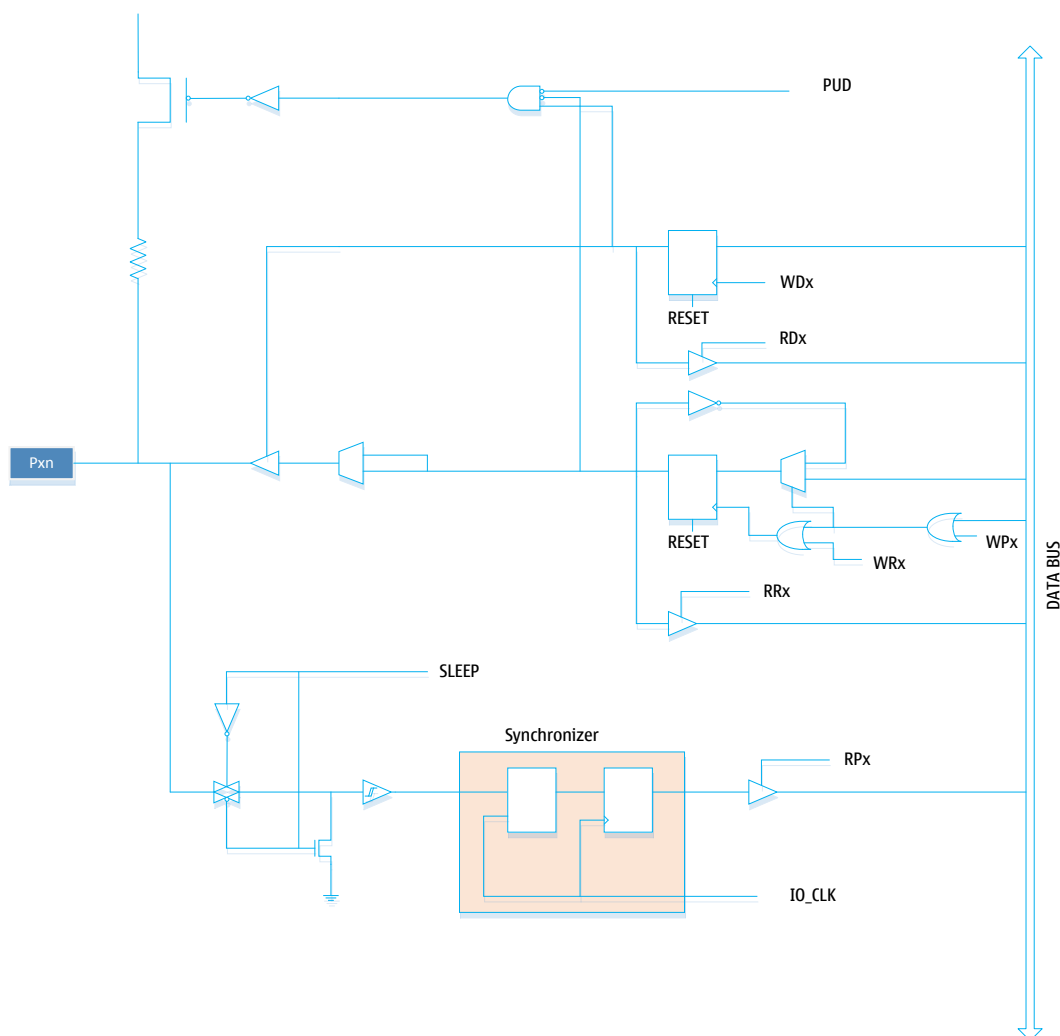 PUD
WDx
RESET
RDx
Pxn
RESET
WPx
WRx
DATA BUS
RRx
SLEEP
Synchronizer
RPx
IO_CLK